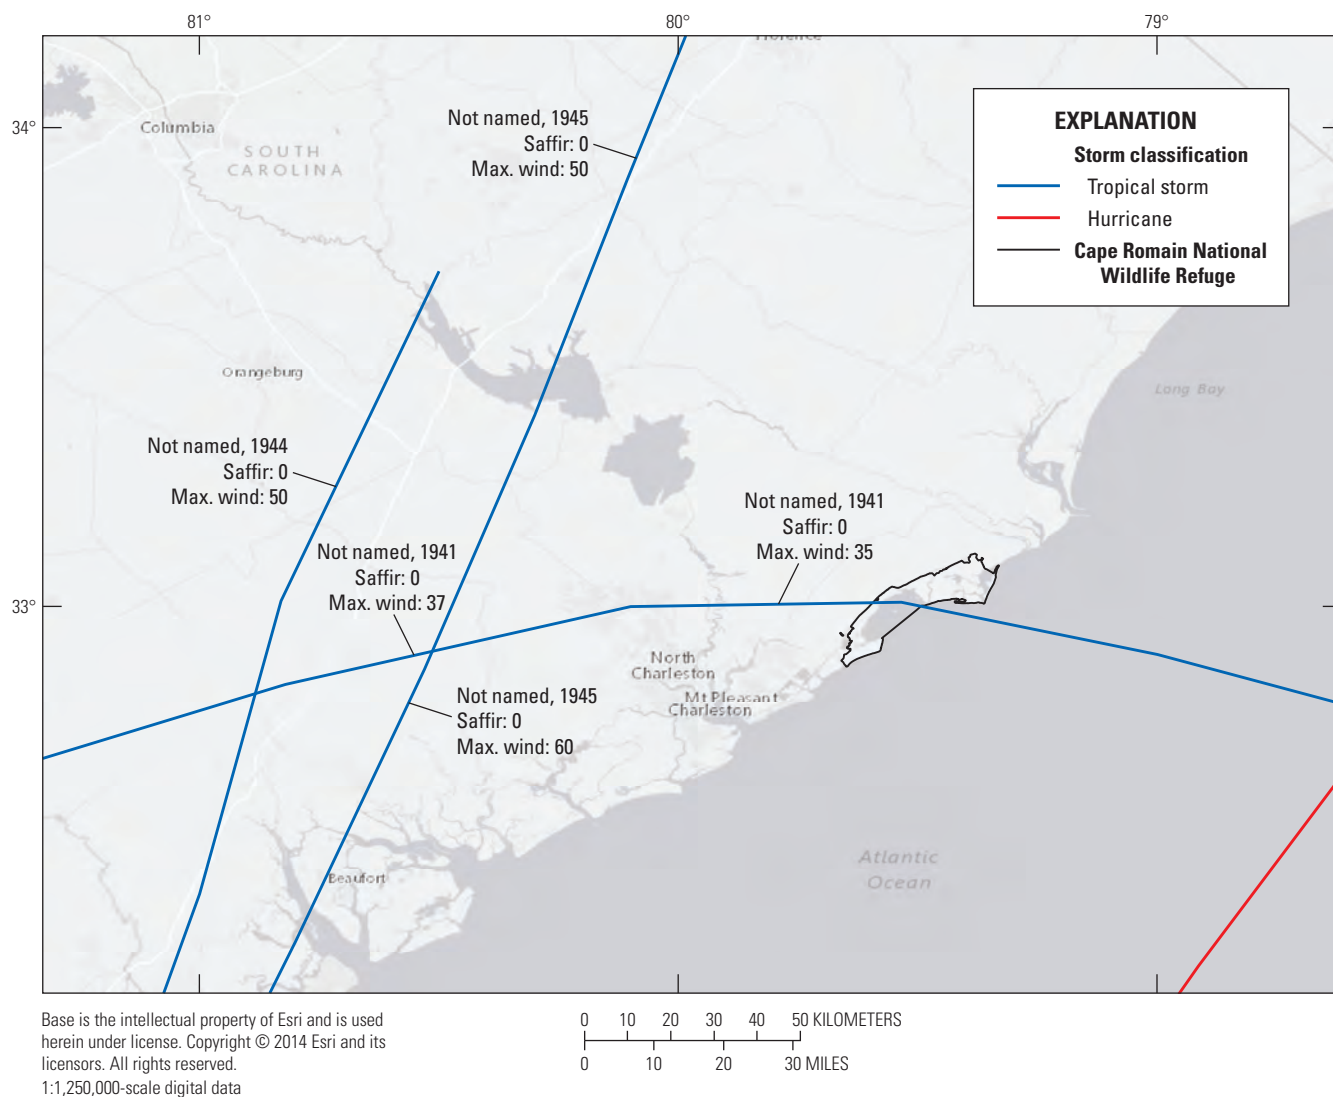 81°
80°
79°
Florence
34°
Columbia
SOUTH
CAROLINA
Not named, 1945
Saffir: 0
Max. wind: 50
EXPLANATION
Storm classification
Tropical storm
Hurricane
Cape Romain National
Wildlife Refuge
Orangeburg
Long Bay
Not named, 1944
Saffir: 0
Max. wind: 50
Not named, 1941
Saffir: 0
Max. wind: 37
Not named, 1941
Saffir: 0
Max. wind: 35
33°
North
Charleston
Mt Pleasant
Charleston
Not named, 1945
Saffir: 0
Max. wind: 60
Atlantic
Ocean
Beaufort
Base is the intellectual property of Esri and is used
herein under license. Copyright © 2014 Esri and its
licensors. All rights reserved.
1:1,250,000-scale digital data
0 10 20 30 40 50 KILOMETERS
0 10 20 30 MILES